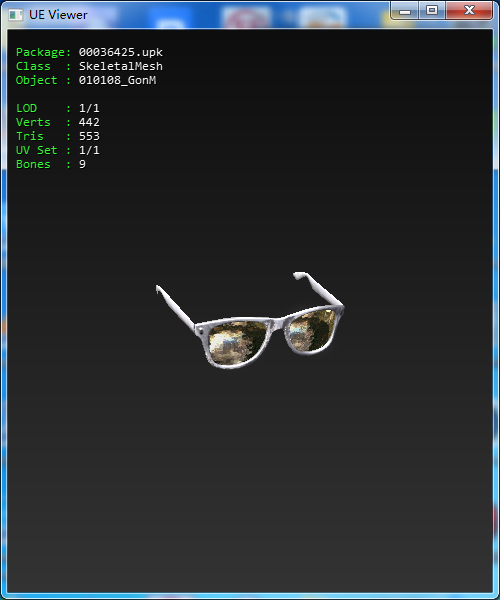 UE Viewer
Package: 00036425.upk
Class : SkeletalMesh
Object : 010108_GonM
LOD : 1/1
Verts : 442
Tris : 553
UV Set : 1/1
Bones : 9